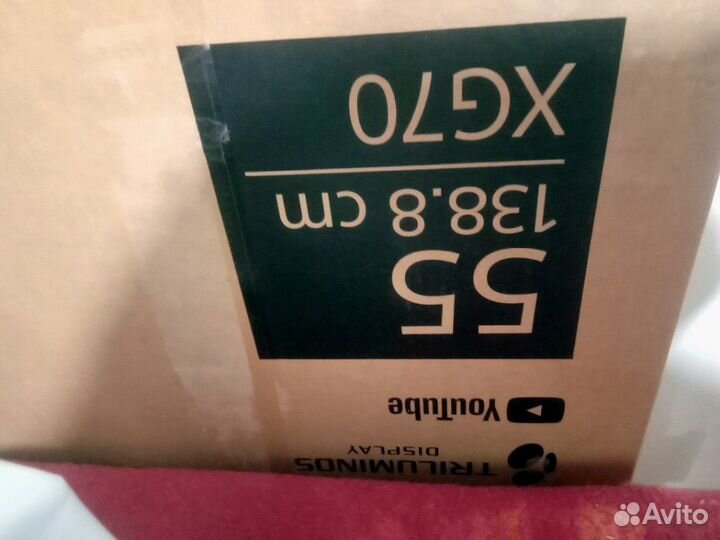 TRILUMINOS
DISPLAY
YouTube
55
138.8 cm
XG70
Avito